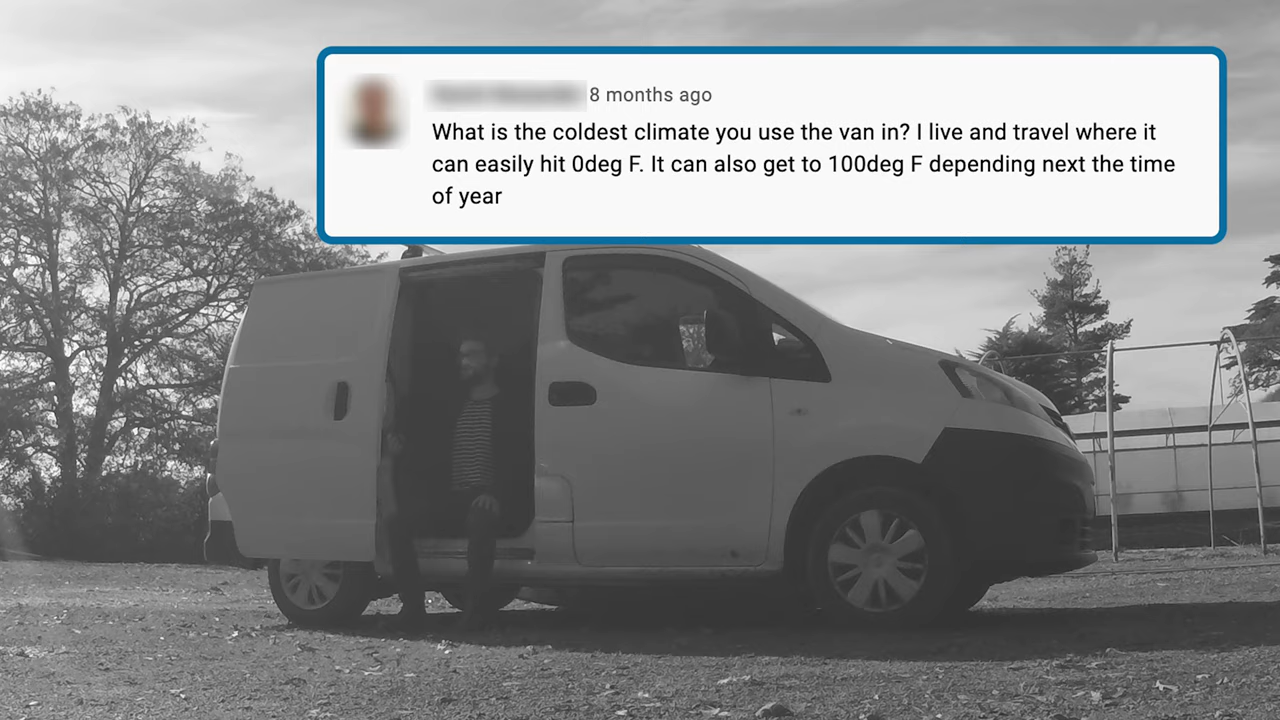 8 months ago
What is the coldest climate you use the van in? I live and travel where it
can easily hit 0deg F. It can also get to 100deg F depending next the time
of year